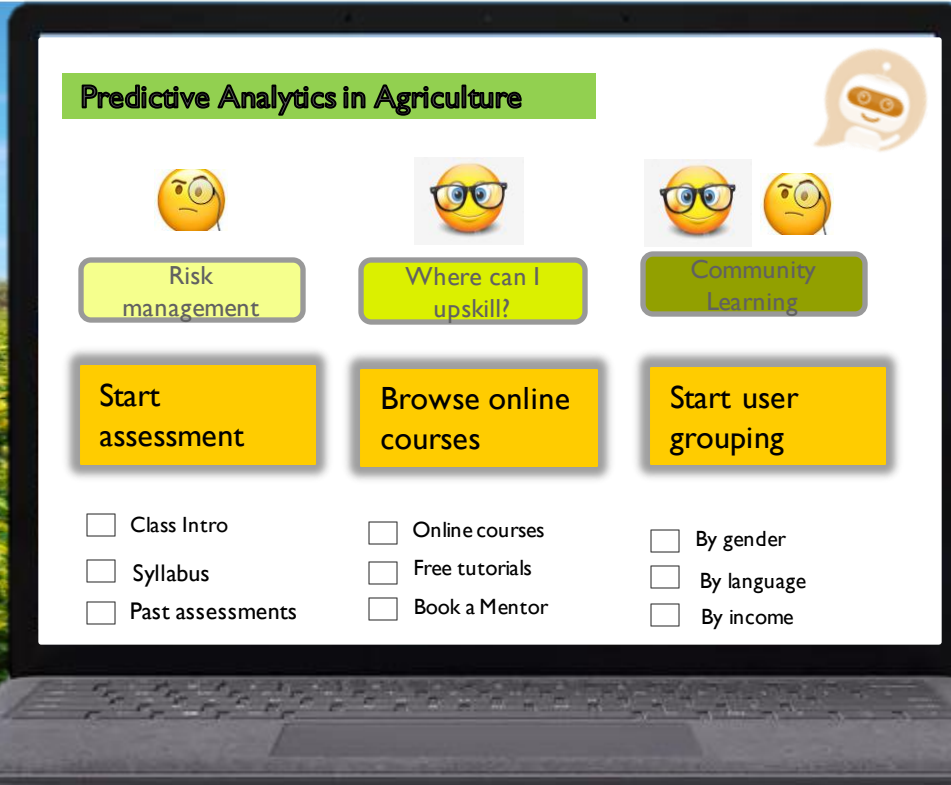 Predictive Analytics in Agriculture
Risk
management
Where can I
upskill?
Community
Learning
Start
assessment
Browse online
courses
Start user
grouping
Class Intro
Syllabus
Past assessments
Online courses
Free tutorials
Book a Mentor
By gender
By language
By income